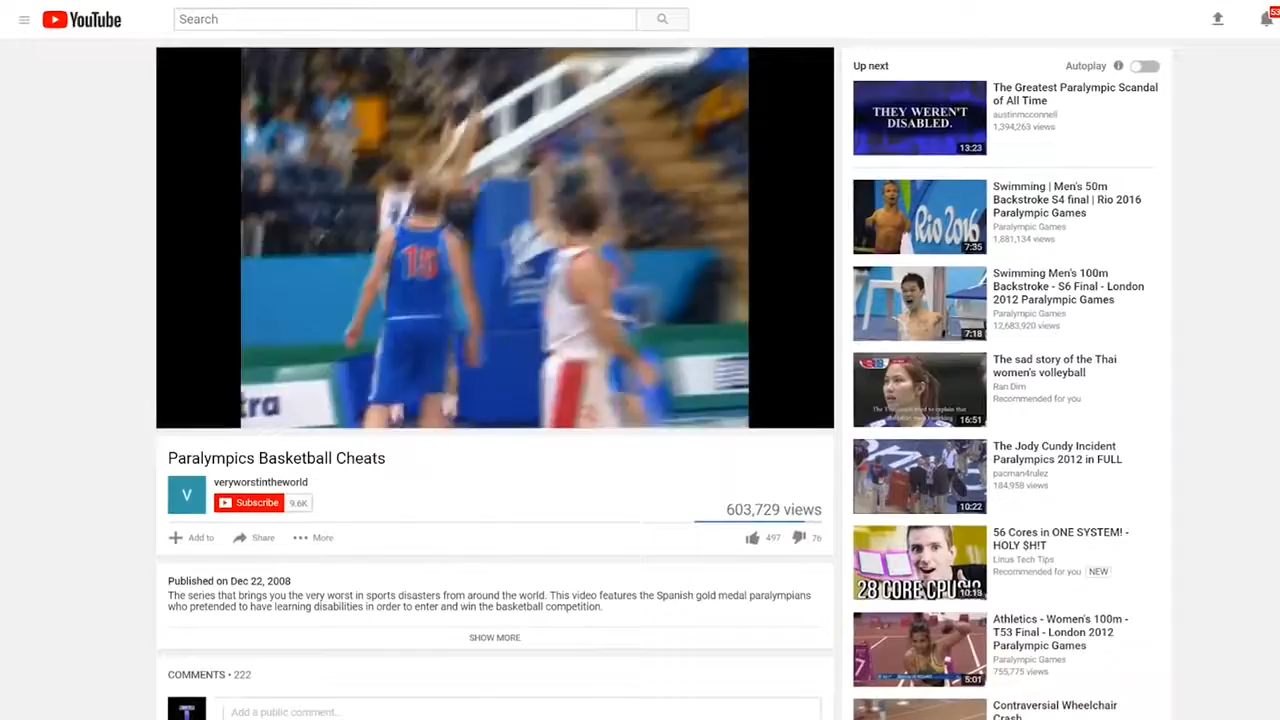 YouTube
Search
53
15
tra
Paralympics Basketball Cheats
V
veryworstintheworld
Subscribe 9.6K
603,729 views
Add to Share More
497 76
Published on Dec 22, 2008
The series that brings you the very worst in sports disasters from around the world. This video features the Spanish gold medal paralympians
who pretended to have learning disabilities in order to enter and win the basketball competition.
SHOW MORE
COMMENTS • 222
Add a public comment...
Up next
Autoplay
THEY WEREN'T
DISABLED.
13:23
The Greatest Paralympic Scandal
of All Time
austinmcconnell
1,394,263 views
Rio2016
7:35
Swimming | Men's 50m
Backstroke S4 final | Rio 2016
Paralympic Games
Paralympic Games
1,881,134 views
7:18
Swimming Men's 100m
Backstroke - S6 Final - London
2012 Paralympic Games
Paralympic Games
12,683,920 views
16:51
The sad story of the Thai
women's volleyball
Ran Dim
Recommended for you
10:22
The Jody Cundy Incident
Paralympics 2012 in FULL
pacman4rulez
184,958 views
28 CORE CPU'S?
10:13
56 Cores in ONE SYSTEM! -
HOLY $H!T
Linus Tech Tips
Recommended for you NEW
7
5:01
Athletics - Women's 100m -
T53 Final - London 2012
Paralympic Games
Paralympic Games
755,775 views
Contraversial Wheelchair
Crash